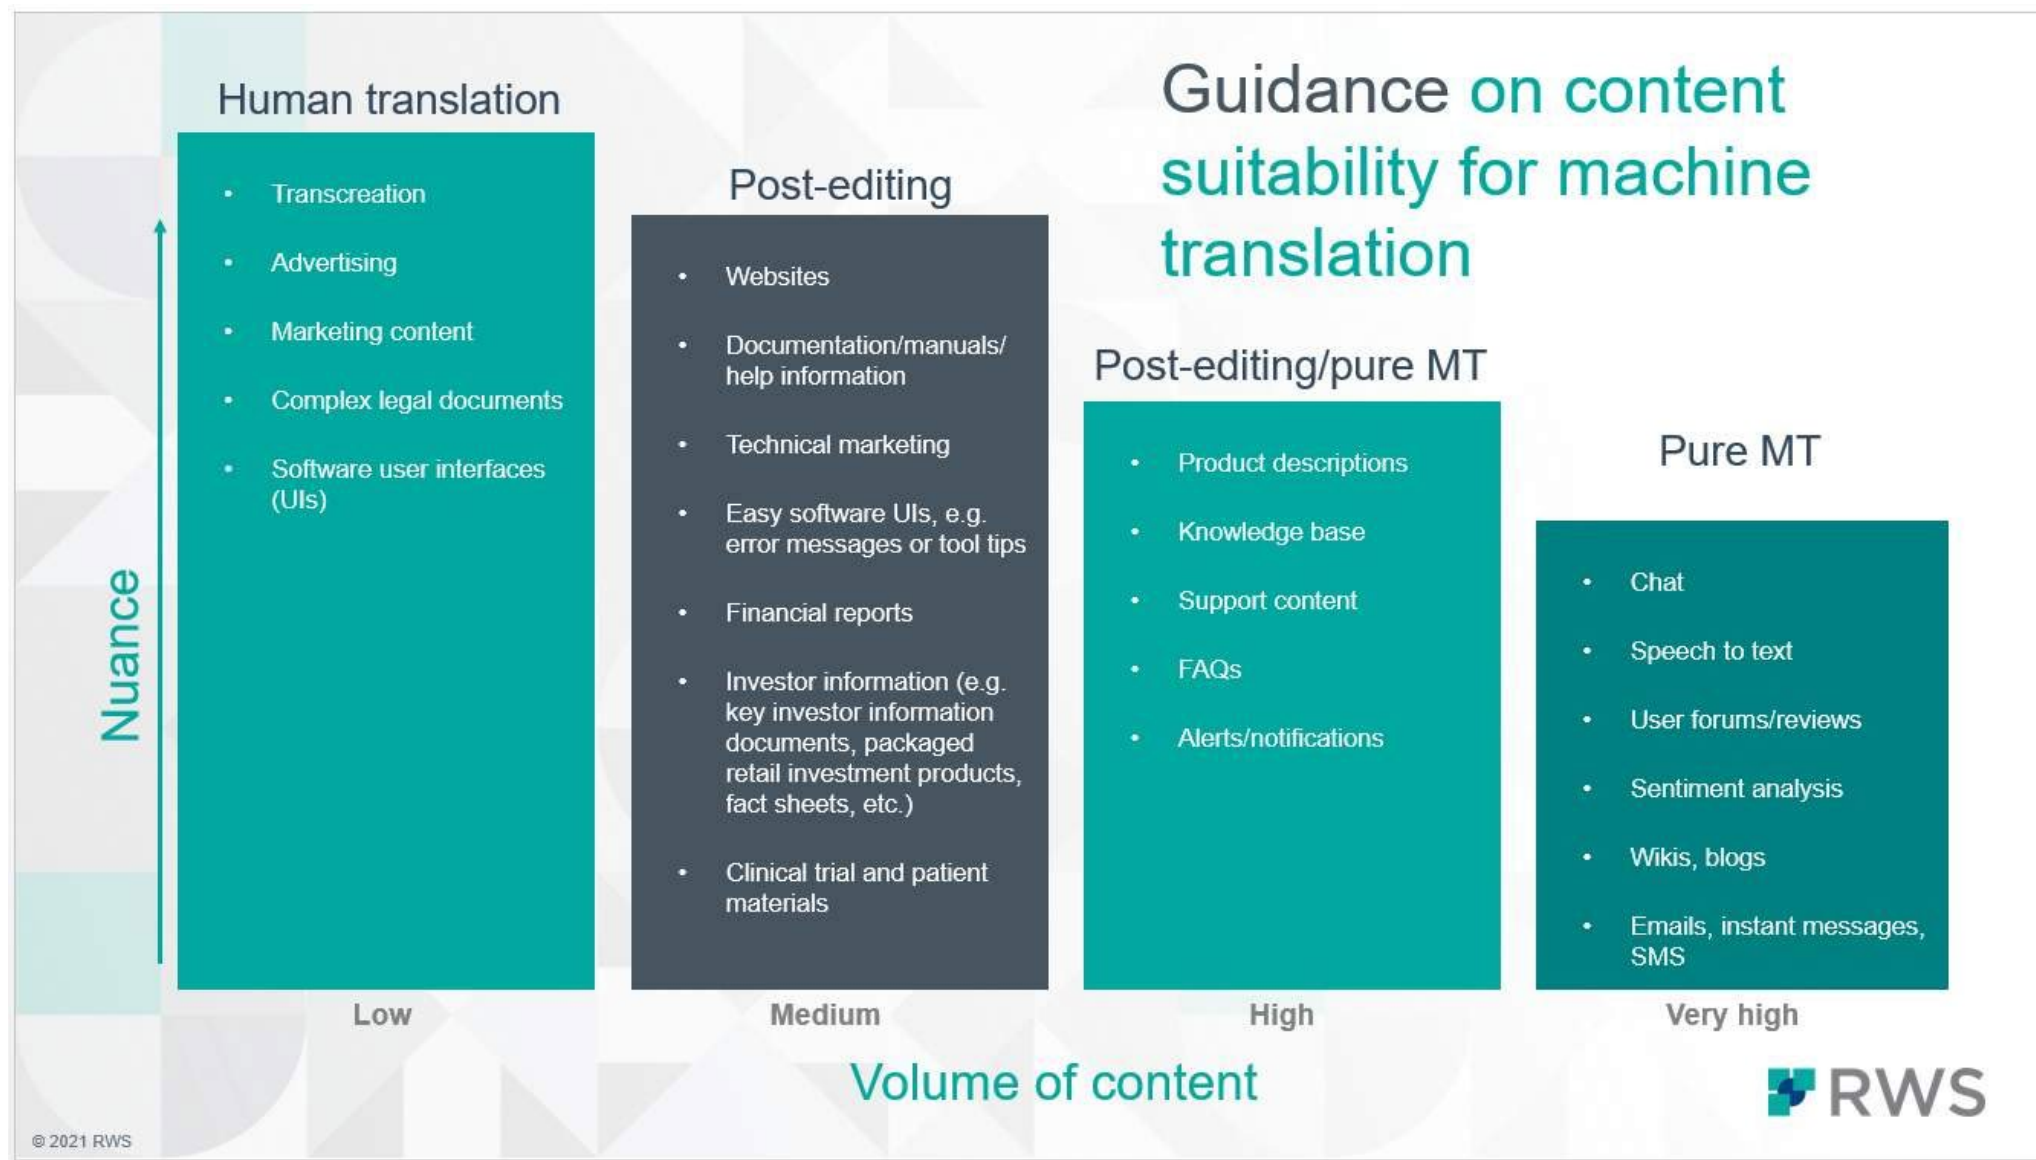 Guidance on content
suitability for machine
translation
Human translation
• Transcreation
• Advertising
• Marketing content
• Complex legal documents
• Software user interfaces
(UIs)
Post-editing
• Websites
• Documentation/manuals/
help information
• Technical marketing
• Easy software UIs, e.g.
error messages or tool tips
• Financial reports
• Investor information (e.g.
key investor information
documents, packaged
retail investment products,
fact sheets, etc.)
• Clinical trial and patient
materials
Post-editing/pure MT
• Product descriptions
• Knowledge base
• Support content
• FAQs
• Alerts/notifications
Pure MT
• Chat
• Speech to text
• User forums/reviews
• Sentiment analysis
• Wikis, blogs
• Emails, instant messages,
SMS
Nuance
Low
Medium
High
Very high
Volume of content
RWS
© 2021 RWS